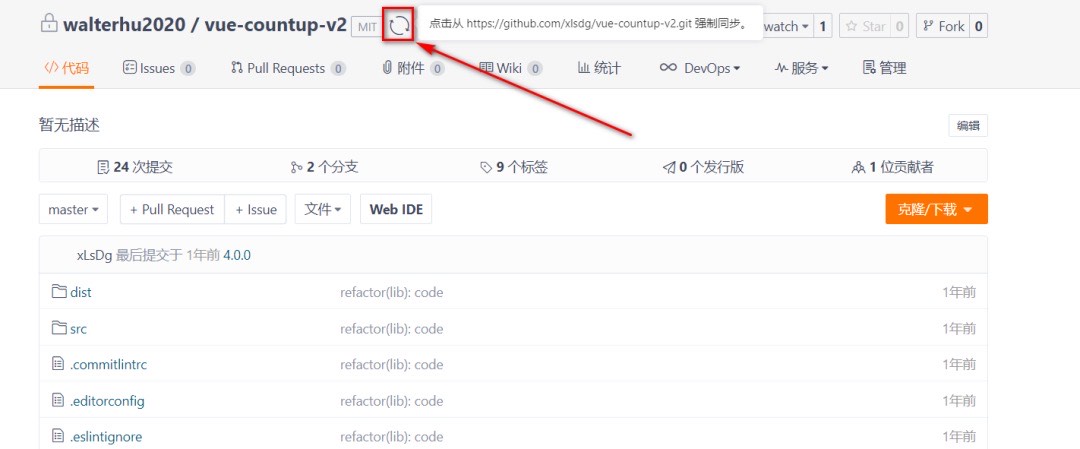 walterhu2020 / vue-countup-v2 MIT 点击从 https://github.com/xlsdg/vue-countup-v2.git 强制同步。 watch 1 Star 0 Fork 0
代码 Issues 0 Pull Requests 0 附件 0 Wiki 0 统计 DevOps 服务 管理
暂无描述 编辑
24 次提交 2 个分支 9 个标签 0 个发行版 1 位贡献者
master + Pull Request + Issue 文件 Web IDE 克隆/下载
xLsDg 最后提交于 1年前 4.0.0
dist refactor(lib): code 1年前
src refactor(lib): code 1年前
.commitlintrc refactor(lib): code 1年前
.editorconfig refactor(lib): code 1年前
.eslintignore refactor(lib): code 1年前